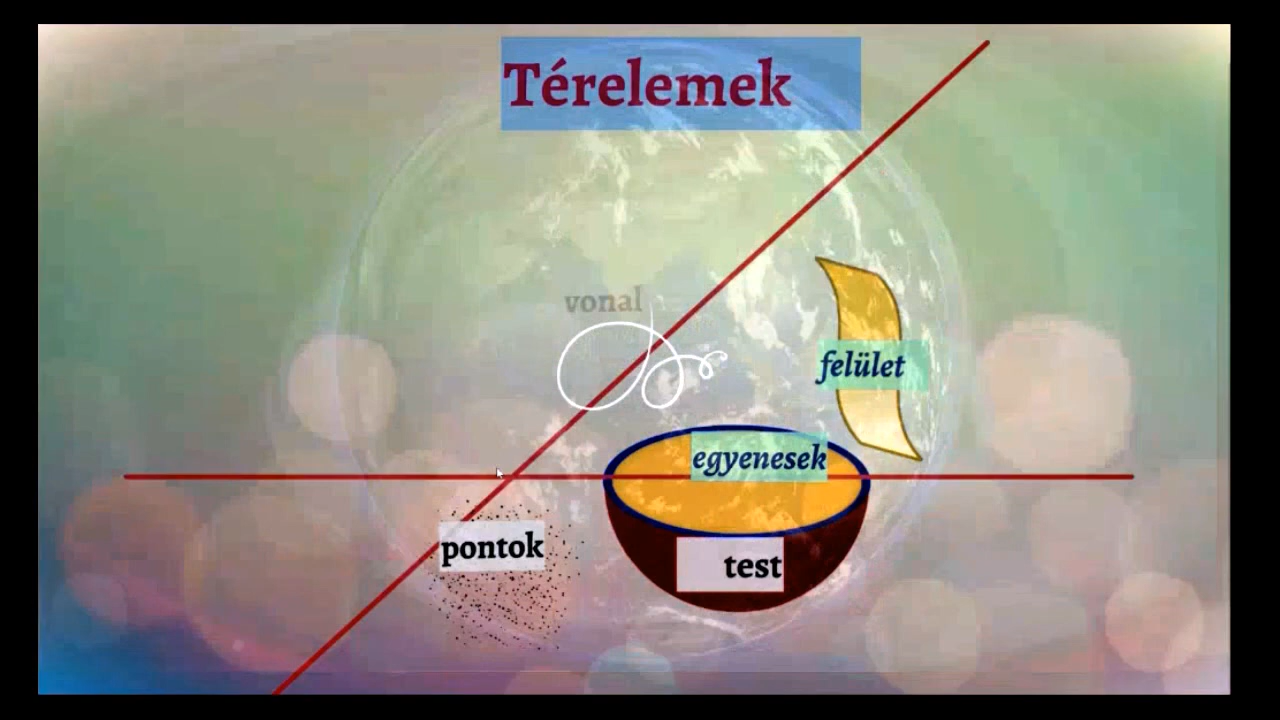 Térelemek
vonal
felület
egyenesek
pontok
test